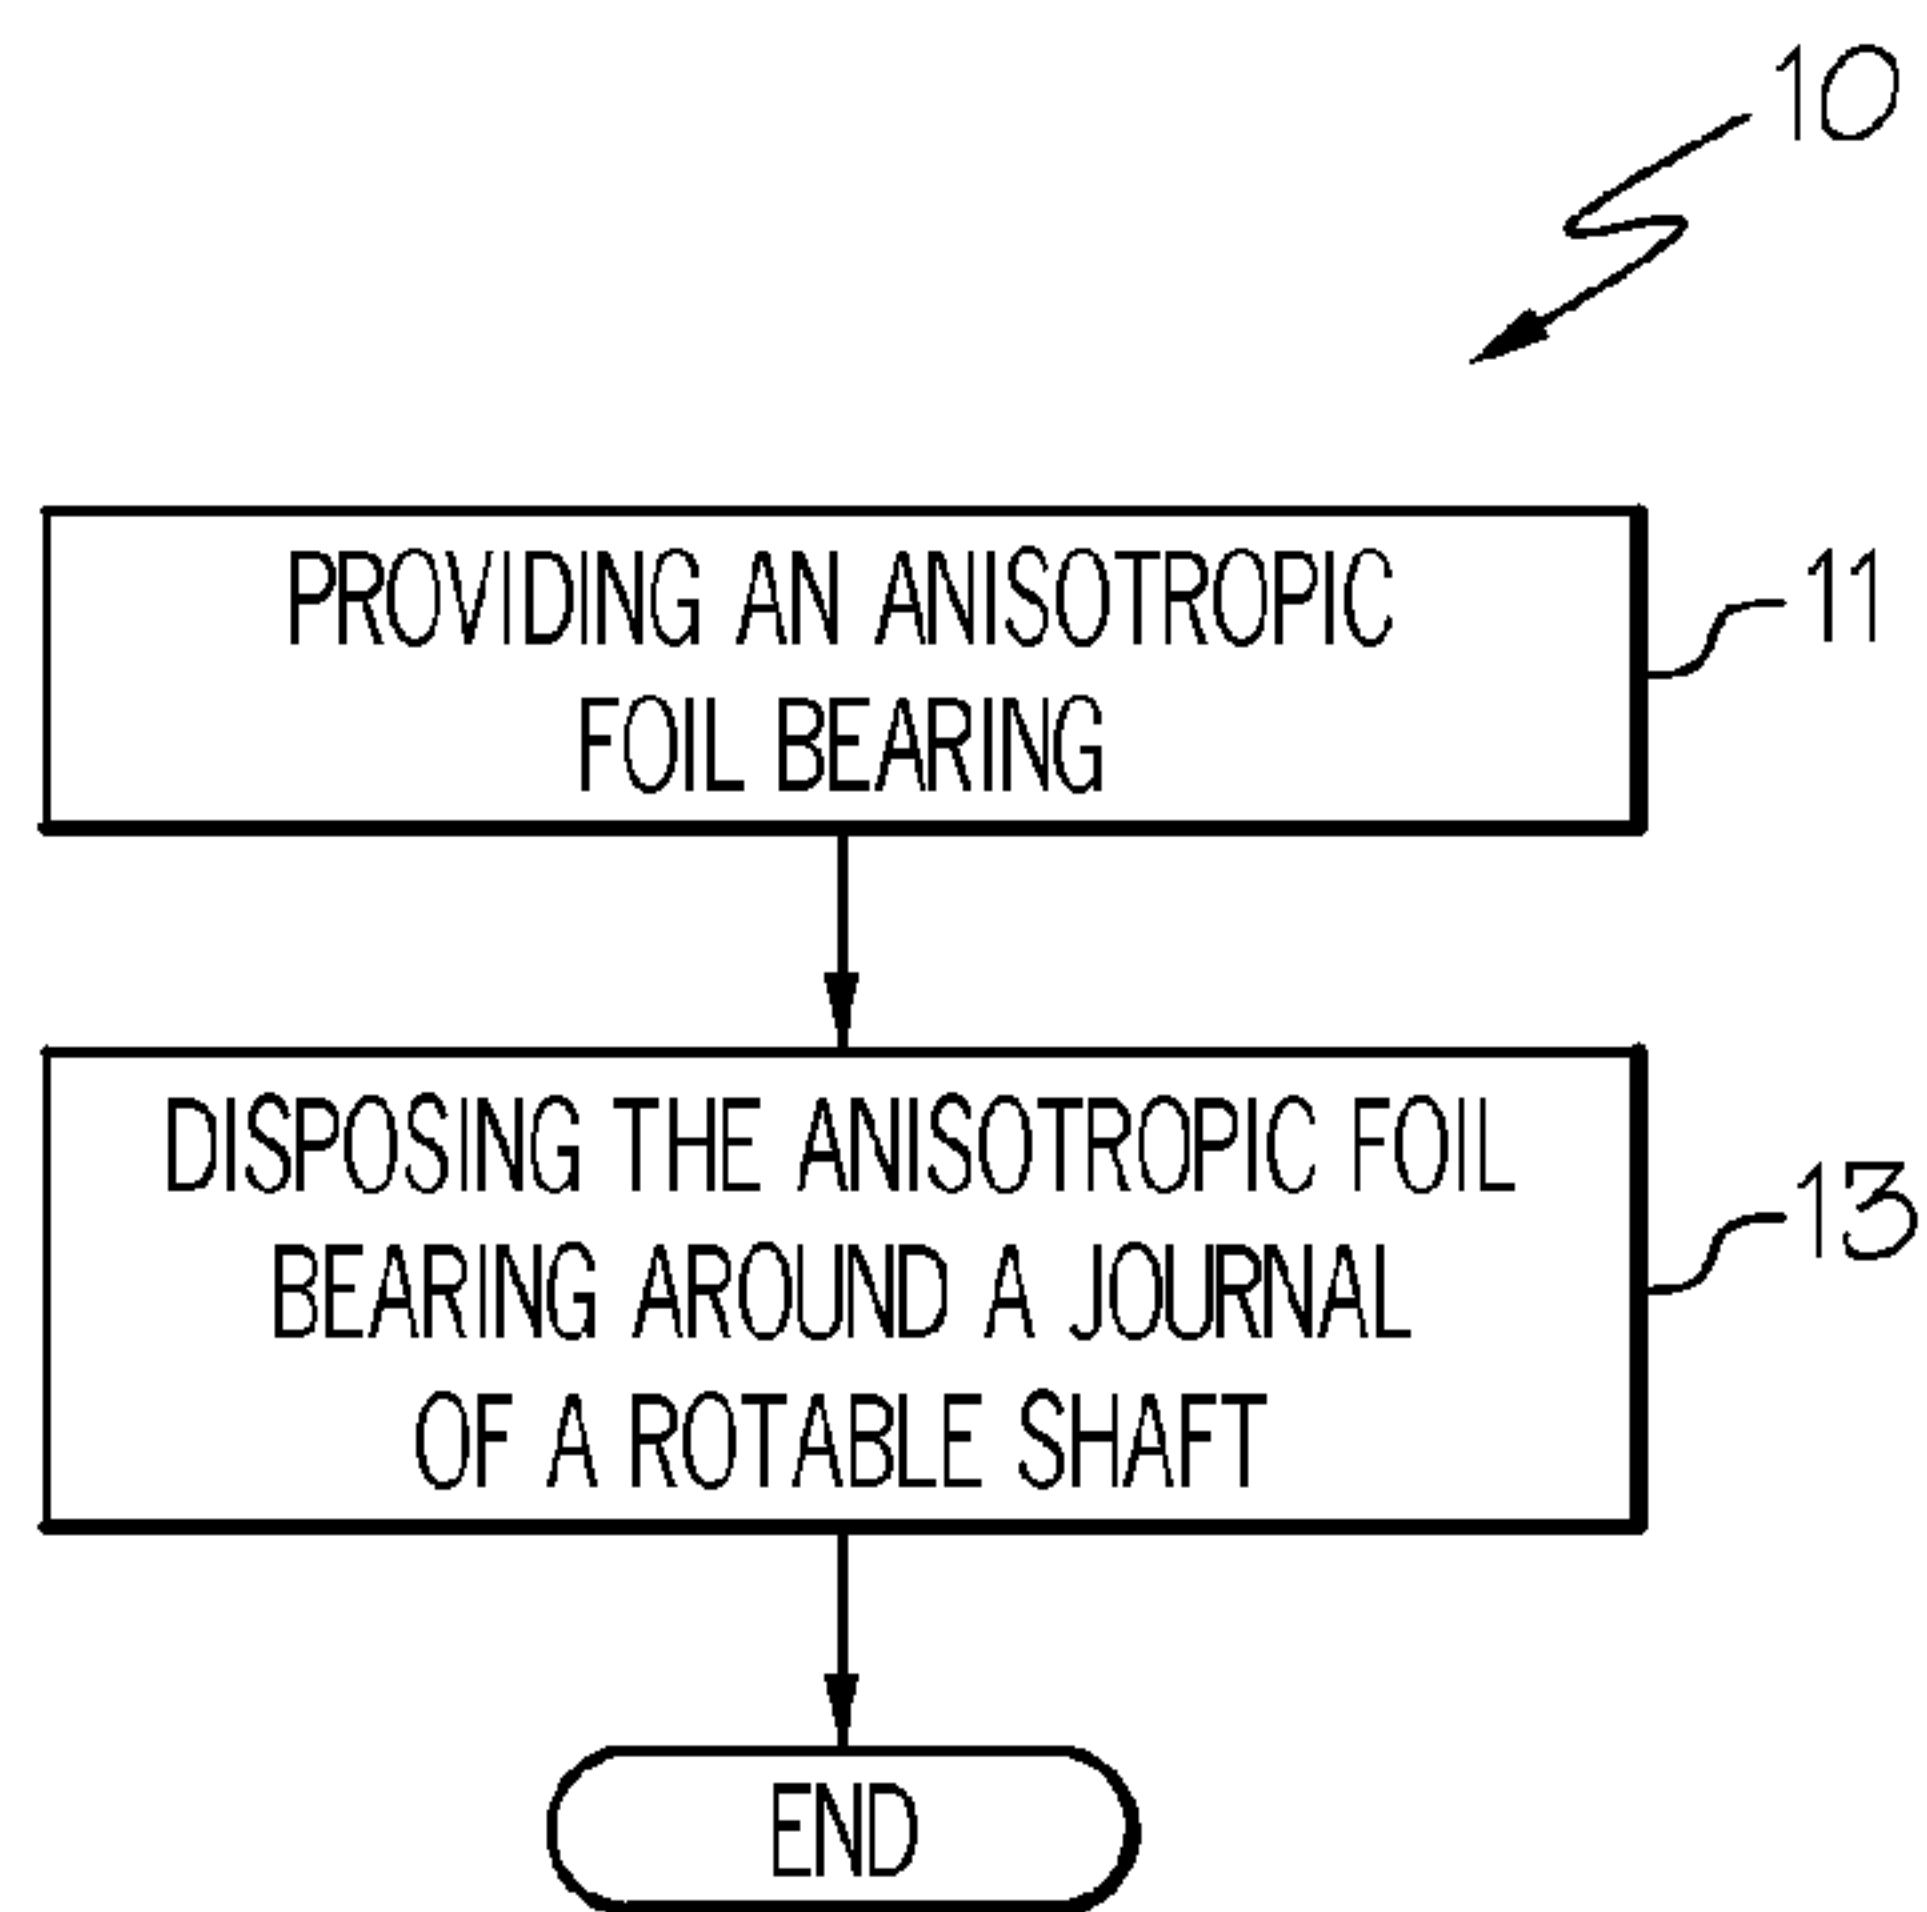 10
PROVIDING AN ANISOTROPIC
FOIL BEARING
11
DISPOSING THE ANISOTROPIC FOIL
BEARING AROUND A JOURNAL
OF A ROTABLE SHAFT
13
END